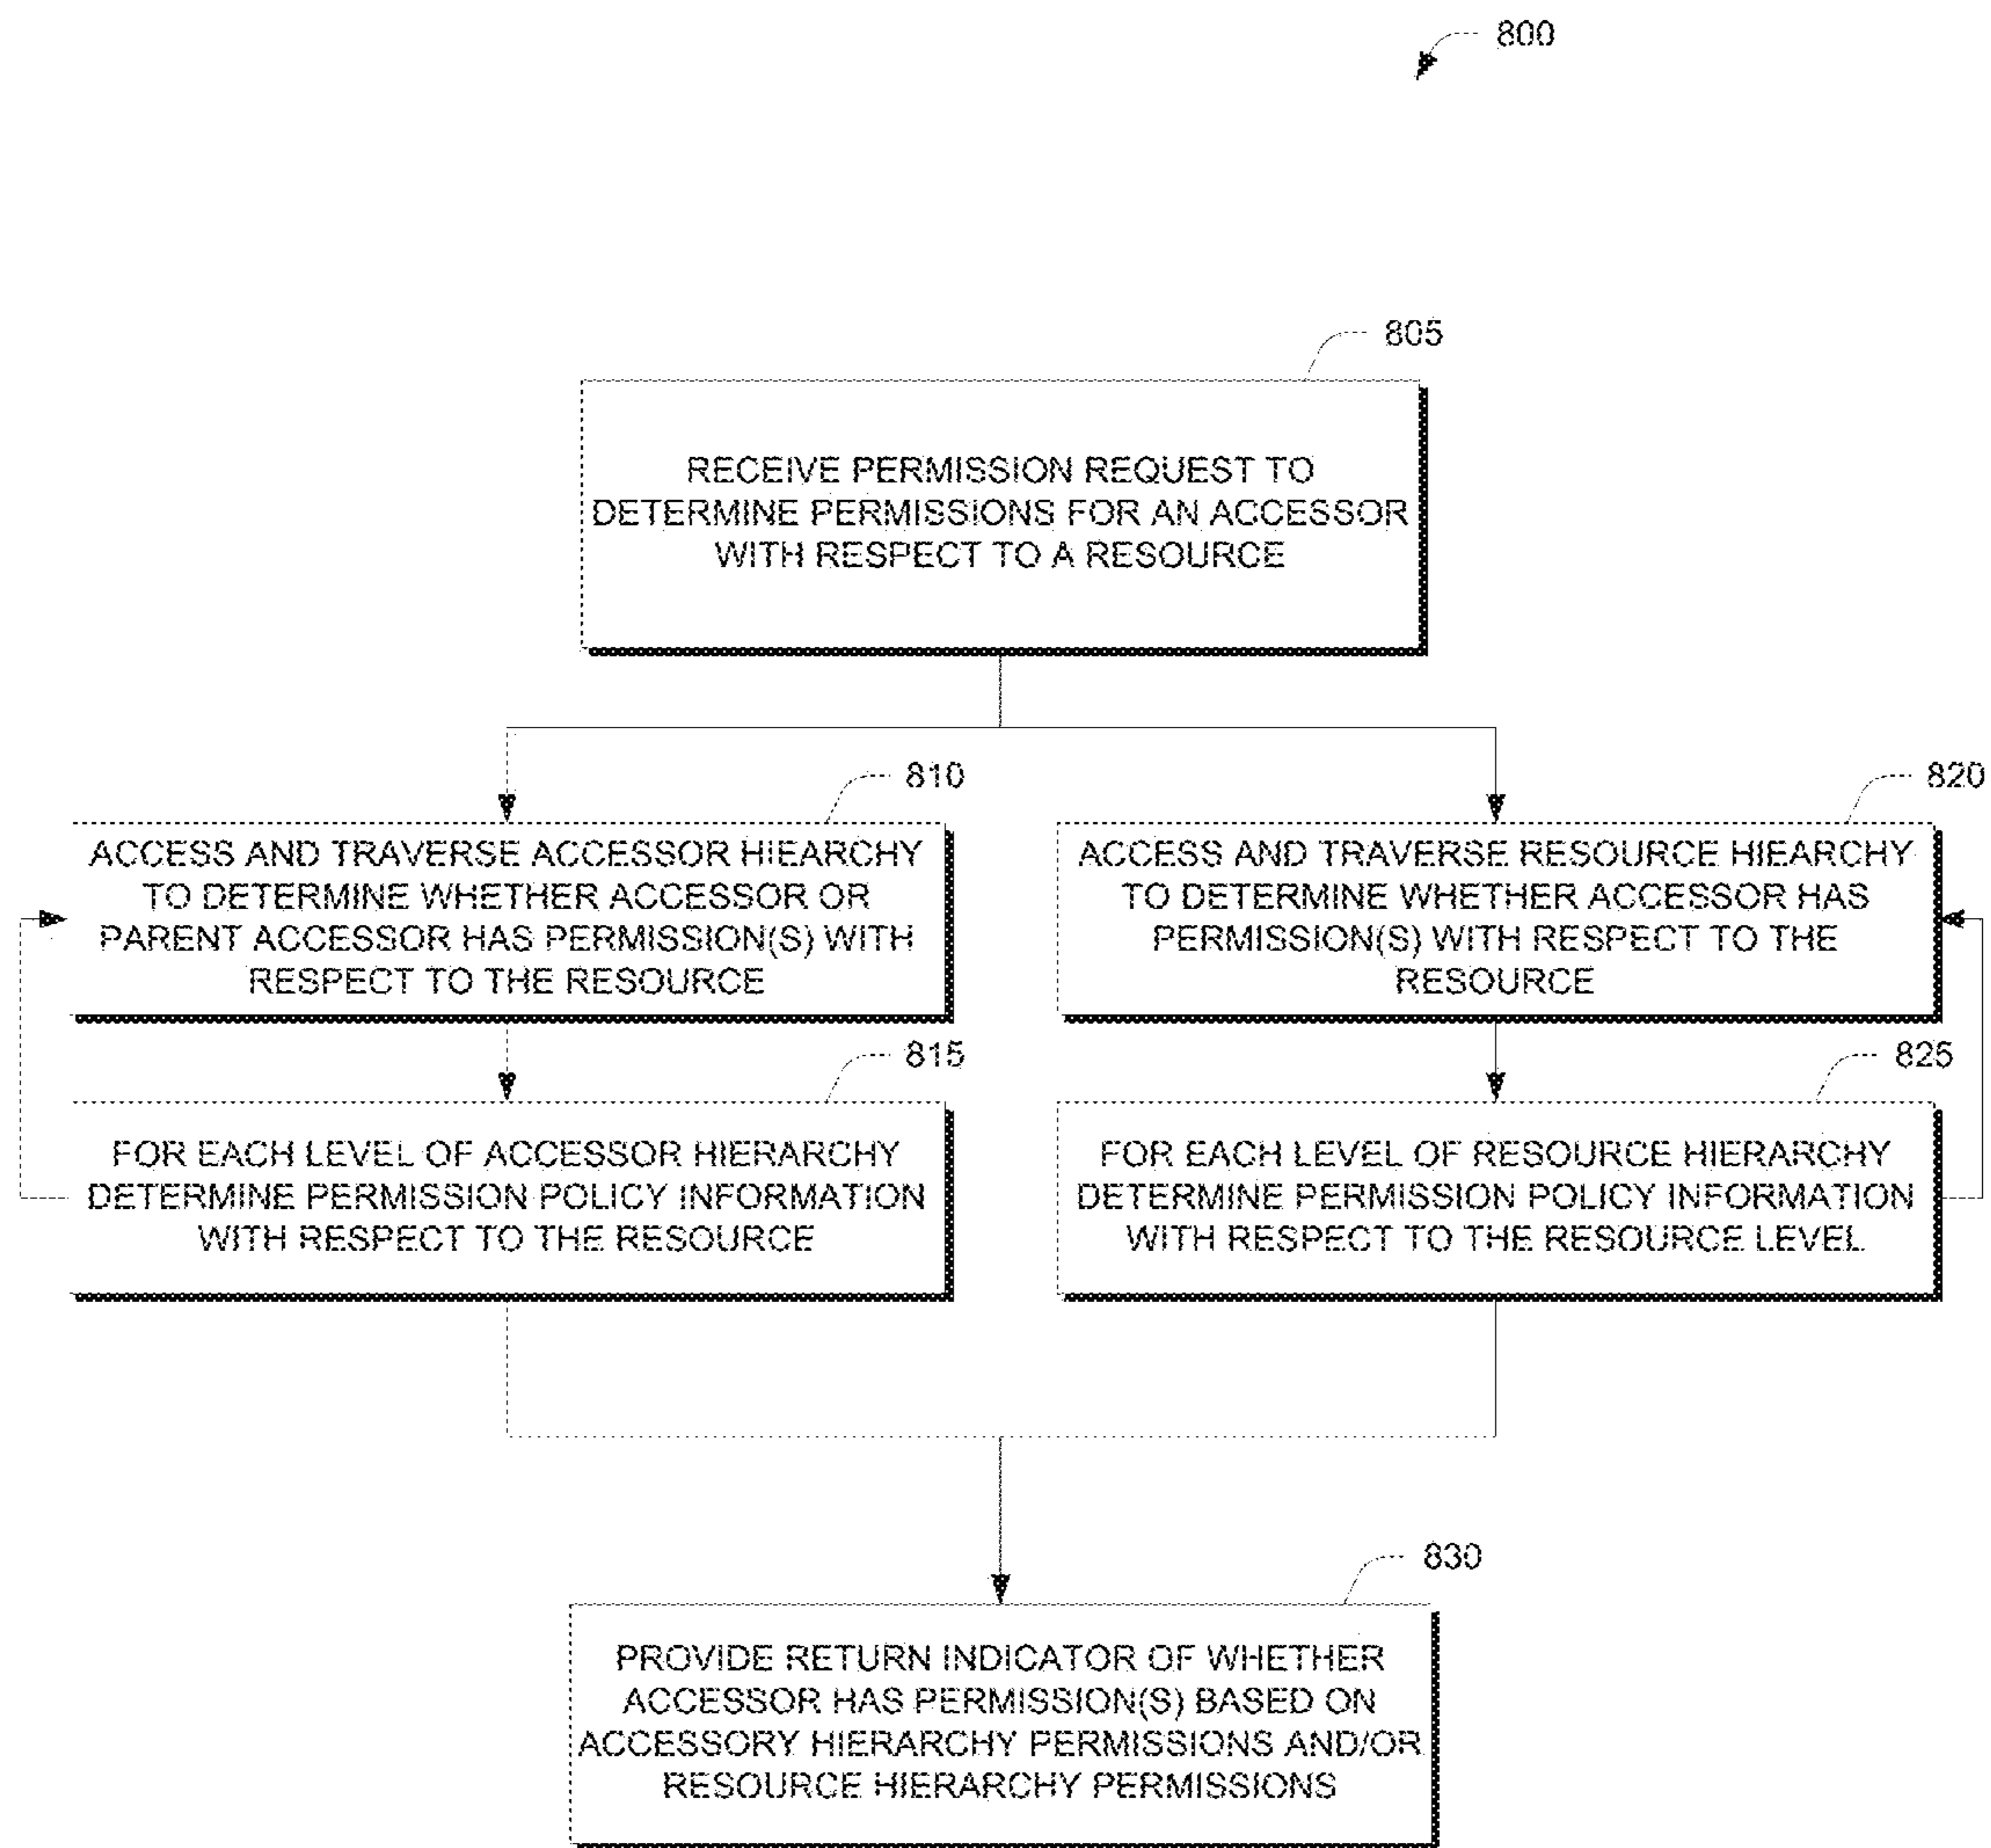 800
805
RECEIVE PERMISSION REQUEST TO
DETERMINE PERMISSIONS FOR AN ACCESSOR
WITH RESPECT TO A RESOURCE
810
ACCESS AND TRAVERSE ACCESSOR HIEARCHY
TO DETERMINE WHETHER ACCESSOR OR
PARENT ACCESSOR HAS PERMISSION(S) WITH
RESPECT TO THE RESOURCE
820
ACCESS AND TRAVERSE RESOURCE HIEARCHY
TO DETERMINE WHETHER ACCESSOR HAS
PERMISSION(S) WITH RESPECT TO THE
RESOURCE
815
FOR EACH LEVEL OF ACCESSOR HIERARCHY
DETERMINE PERMISSION POLICY INFORMATION
WITH RESPECT TO THE RESOURCE
825
FOR EACH LEVEL OF RESOURCE HIERARCHY
DETERMINE PERMISSION POLICY INFORMATION
WITH RESPECT TO THE RESOURCE LEVEL
830
PROVIDE RETURN INDICATOR OF WHETHER
ACCESSOR HAS PERMISSION(S) BASED ON
ACCESSORY HIERARCHY PERMISSIONS AND/OR
RESOURCE HIERARCHY PERMISSIONS